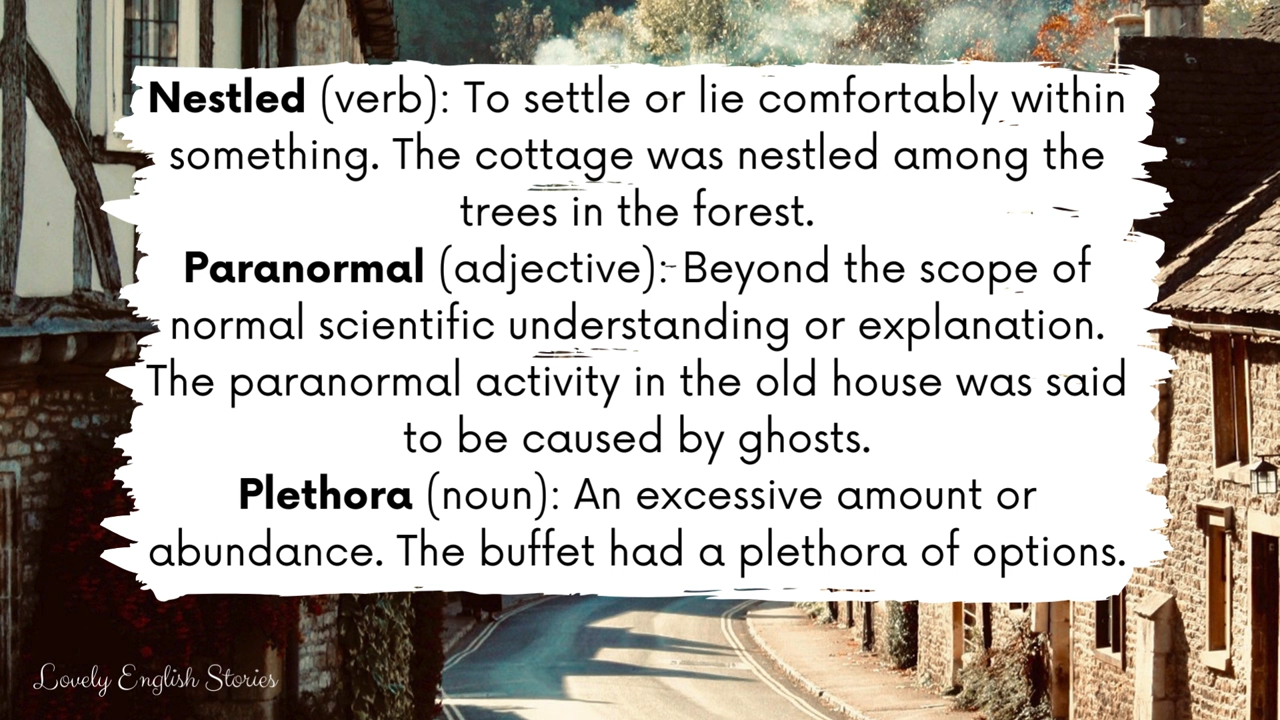 Nestled (verb): To settle or lie comfortably within
something. The cottage was nestled among the
trees in the forest.
Paranormal (adjective): Beyond the scope of
normal scientific understanding or explanation.
The paranormal activity in the old house was said
to be caused by ghosts.
Plethora (noun): An excessive amount or
abundance. The buffet had a plethora of options.
Lovely English Stories